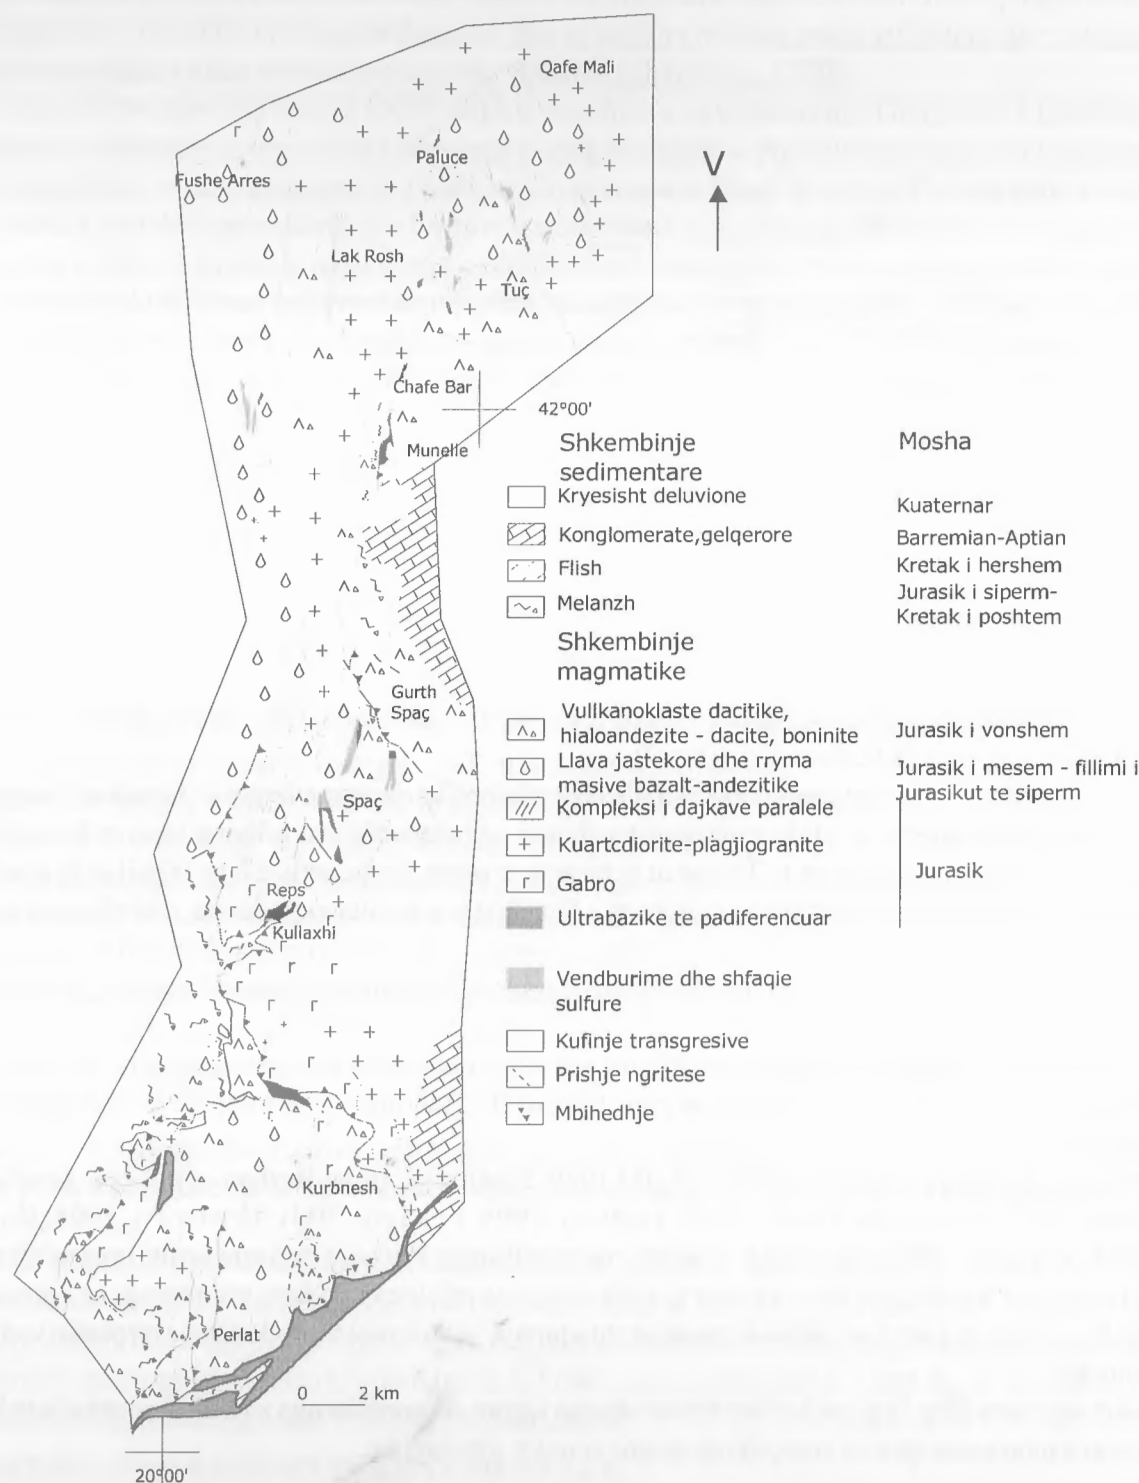 Qafe Mali
Paluce
Fushe Arres
V
Lak Rosh
Tuç
Chafe Bar
42°00'
Munelle
Shkembinje
sedimentare
Mosha
Kryesisht deluvione
Kuaternar
Konglomerate,gelqerore
Barremian-Aptian
Flish
Kretak i hershem
Melanzh
Jurasik i siperm-
Kretak i poshtem
Shkembinje
magmatike
Gurth
Spaç
Vullkanoklaste dacitike,
hialoandezite - dacite, boninite
Jurasik i vonshem
Llava jastekore dhe rryma
masive bazalt-andezitike
Jurasik i mesem - fillimi i
Jurasikut te siperm
Spaç
Kompleksi i dajkave paralele
Kuartcdiorite-plagjiogranite
Jurasik
Gabro
Reps
Ultrabazike te padiferencuar
Kullaxhi
Vendburime dhe shfaqie
sulfure
Kufinje transgresive
Prishje ngritese
Mbihedhje
Kurbnesh
Perlat
0 2 km
20°00'